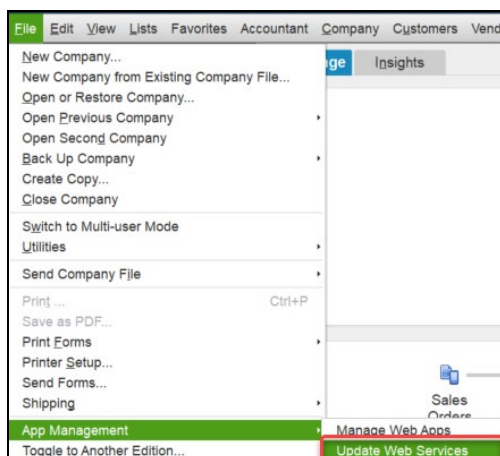 File Edit View Lists Favorites Accountant Company Customers Vend
ge Insights
New Company...
New Company from Existing Company File...
Open or Restore Company...
Open Previous Company
Open Second Company
Back Up Company
Create Copy...
Close Company
Switch to Multi-user Mode
Utilities
Send Company File
Print ... Ctrl+P
Save as PDF...
Print Forms
Printer Setup...
Send Forms...
Shipping
Sales
Orders
App Management
Manage Web Apps
Toggle to Another Edition...
Update Web Services